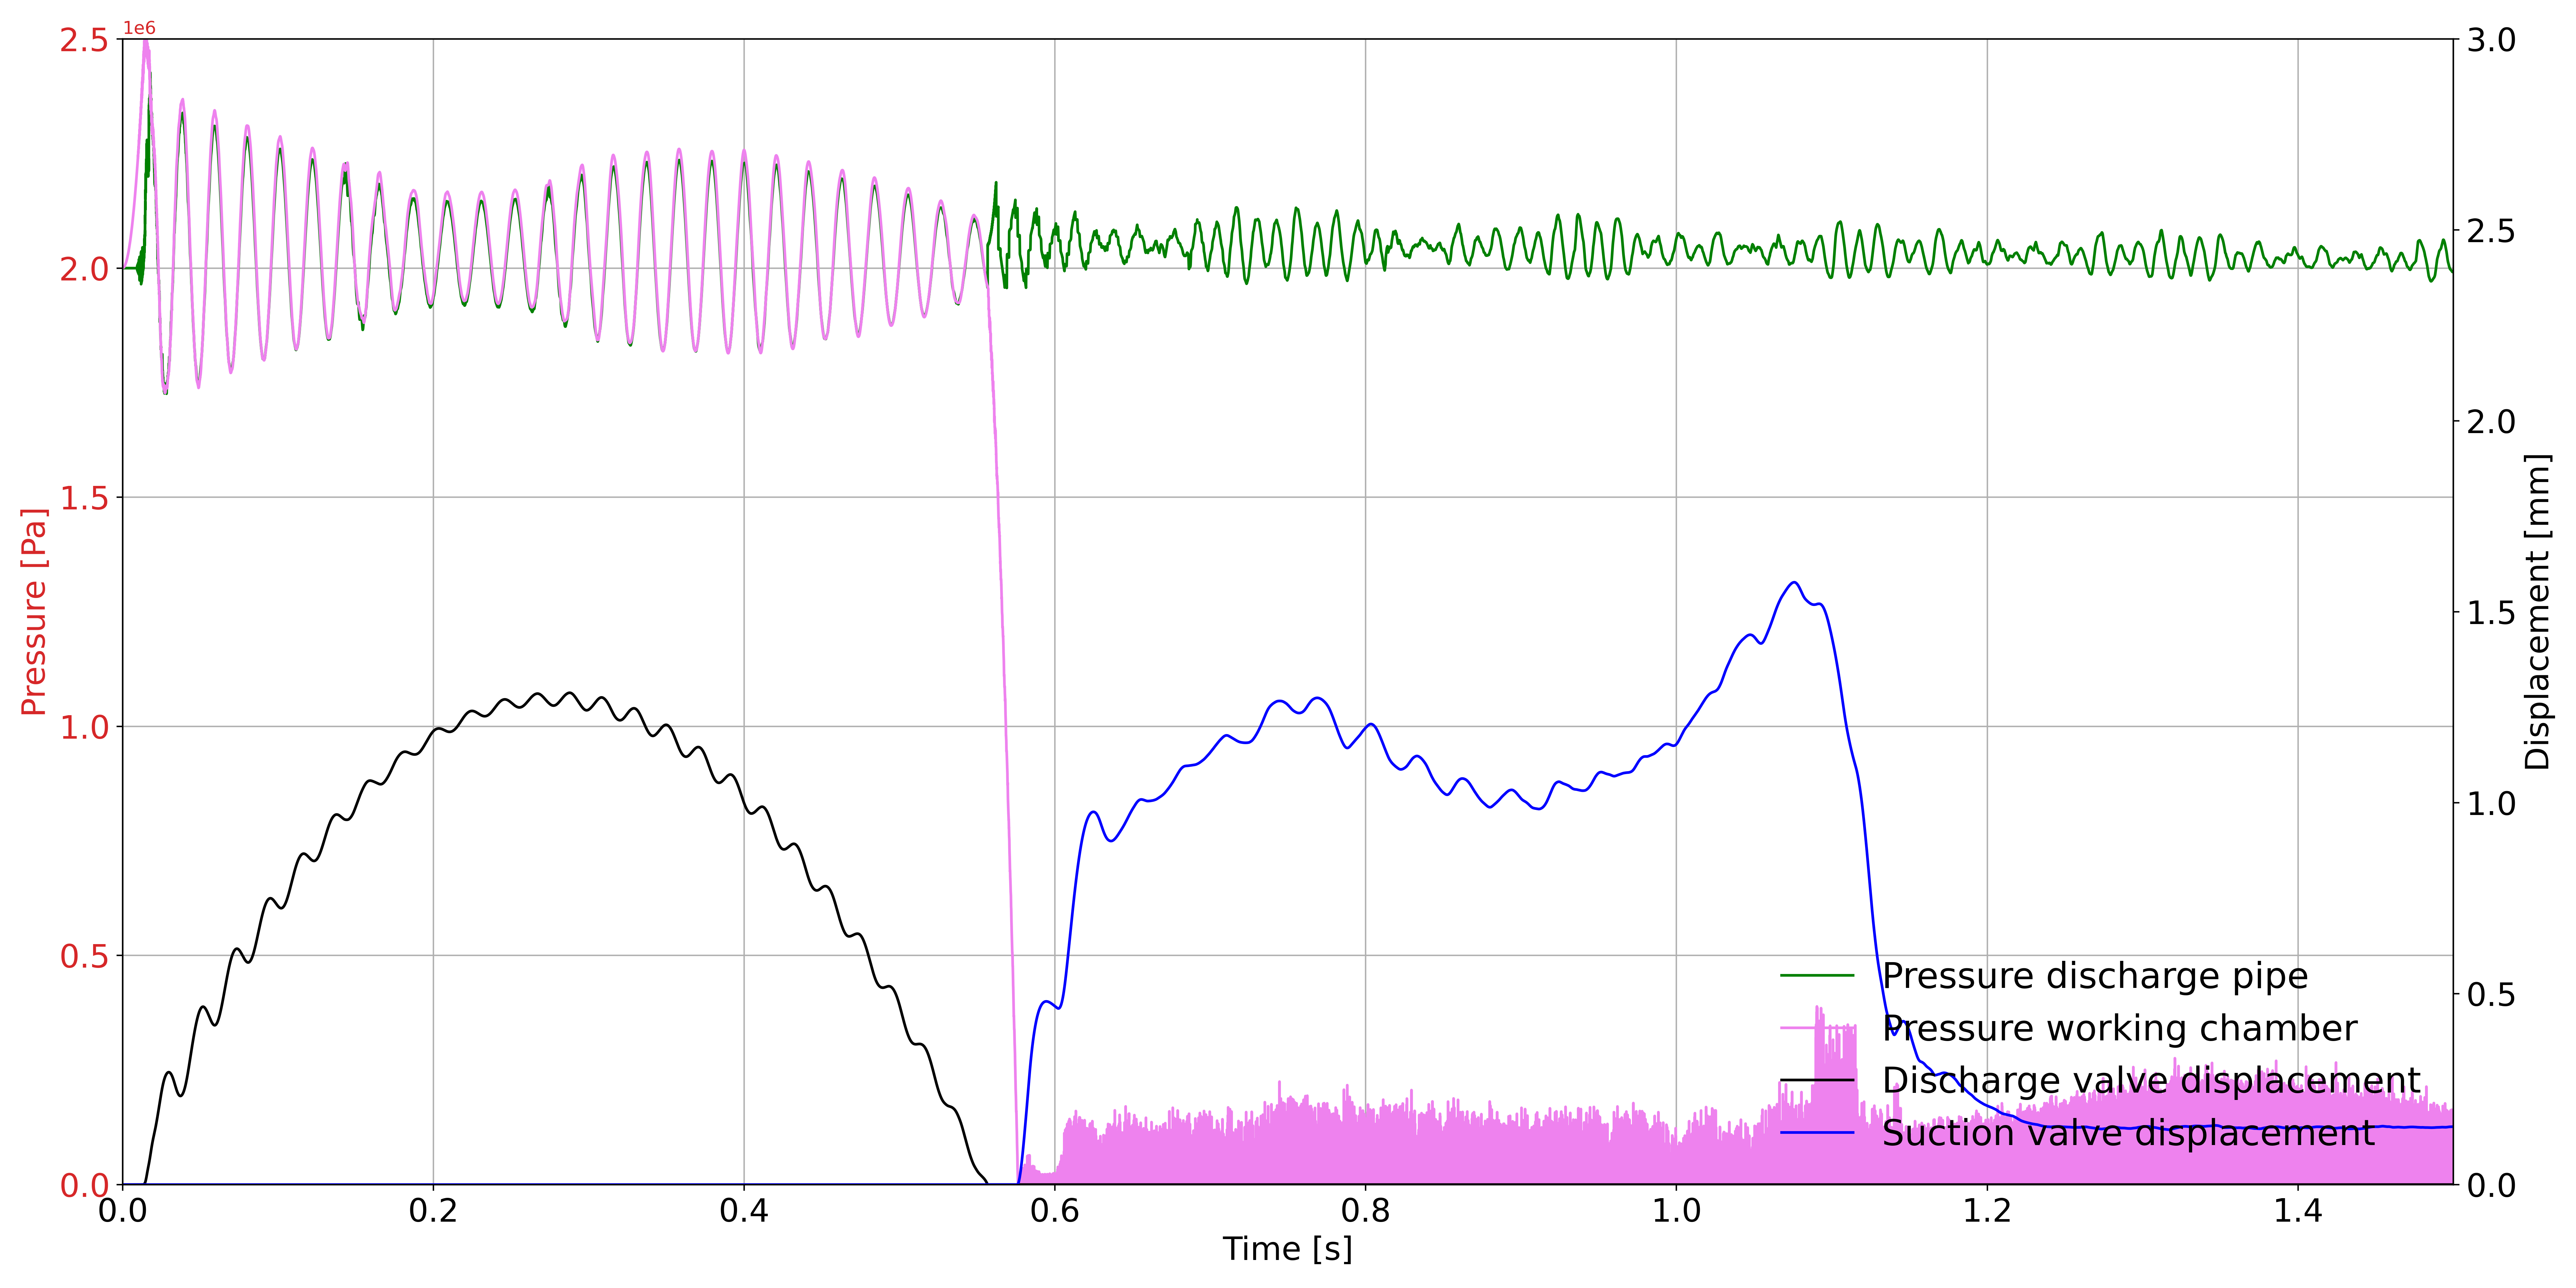 1e6
2.5
2.0
1.5
1.0
0.5
0.0
Pressure [Pa]
3.0
2.5
2.0
1.5
1.0
0.5
0.0
Displacement [mm]
Pressure discharge pipe
Pressure working chamber
Discharge valve displacement
Suction valve displacement
0.0 0.2 0.4 0.6 0.8 1.0 1.2 1.4
Time [s]